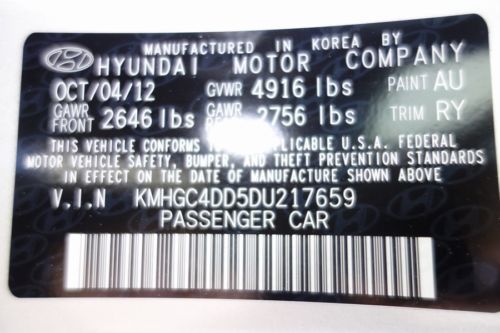 MANUFACTURED IN KOREA BY
HYUNDAI MOTOR COMPANY
OCT/04/12 GVWR 4916 lbs PAINT AU
GAWR FRONT 2646 lbs GAWR 2756 lbs TRIM RY
THIS VEHICLE CONFORMS APPLICABLE U.S.A. FEDERAL
MOTOR VEHICLE SAFETY, BUMPER, AND THEFT PREVENTION STANDARDS
IN EFFECT ON THE DATE OF MANUFACTURE SHOWN ABOVE
V.I.N KMHGC4DD5DU217659
PASSENGER CAR